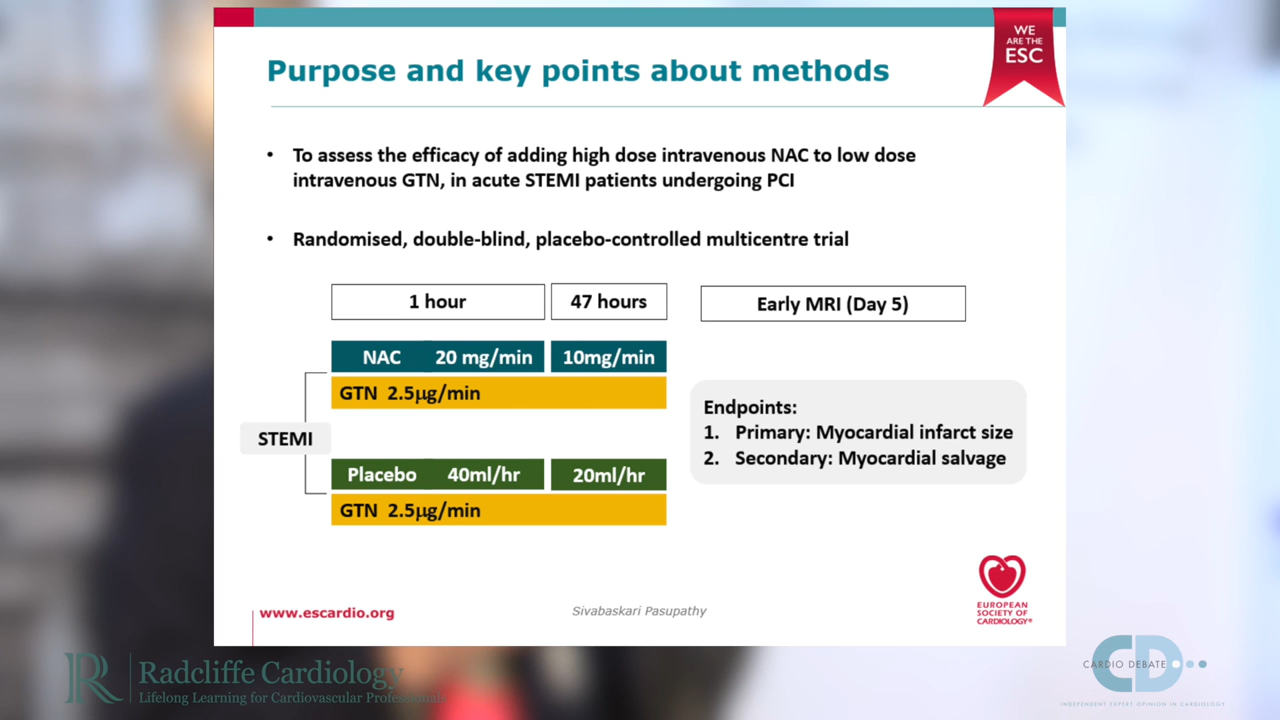 WE
ARE THE
ESC
Purpose and key points about methods
• To assess the efficacy of adding high dose intravenous NAC to low dose
intravenous GTN, in acute STEMI patients undergoing PCI
• Randomised, double-blind, placebo-controlled multicentre trial
1 hour
47 hours
Early MRI (Day 5)
NAC 20 mg/min
10mg/min
GTN 2.5µg/min
STEMI
Placebo 40ml/hr
20ml/hr
GTN 2.5µg/min
Endpoints:
1. Primary: Myocardial infarct size
2. Secondary: Myocardial salvage
www.escardio.org
Sivabaskari Pasupathy
EUROPEAN
SOCIETY OF
CARDIOLOGY®
R
Radcliffe Cardiology
Lifelong Learning for Cardiovascular Professionals
CARDIO DEBATE
CD
INDEPENDENT EXPERT OPINION IN CARDIOLOGY